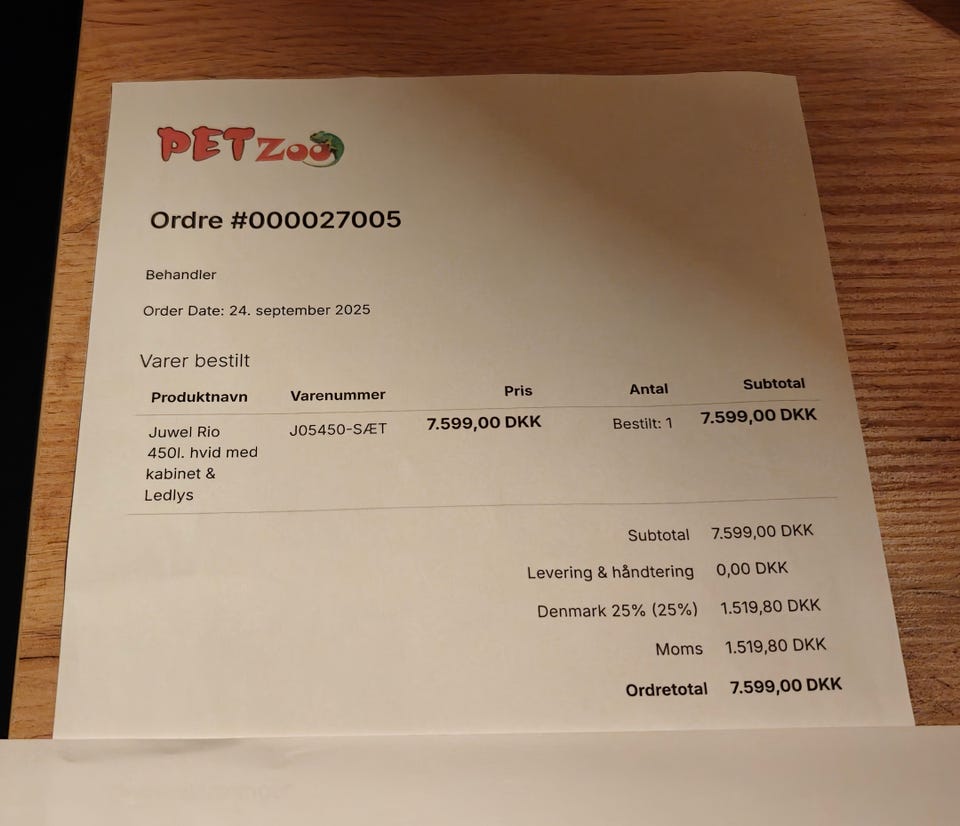 PET Zoo
Ordre #000027005
Behandler
Order Date: 24. september 2025
Varer bestilt
Produktnavn Varenummer Pris Antal Subtotal
Juwel Rio J05450-SÆT 7.599,00 DKK Bestilt: 1 7.599,00 DKK
450l. hvid med
kabinet &
Ledlys
Subtotal 7.599,00 DKK
Levering & håndtering 0,00 DKK
Denmark 25% (25%) 1.519,80 DKK
Moms 1.519,80 DKK
Ordretotal 7.599,00 DKK